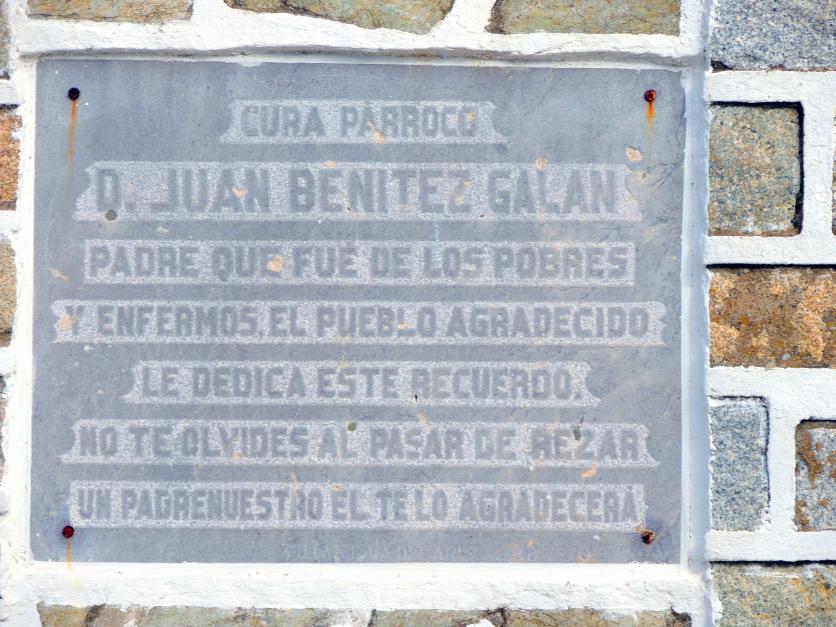 CURA PARROCO
D. JUAN BENITEZ GALAN
PADRE QUE FUE DE LOS POBRES
Y ENFERMOS, EL PUEBLO AGRADECIDO
LE DEDICA ESTE RECUERDO.
NO TE OLVIDES AL PASAR DE REZAR
UN PADRENUESTRO EL TE LO AGRADECERA